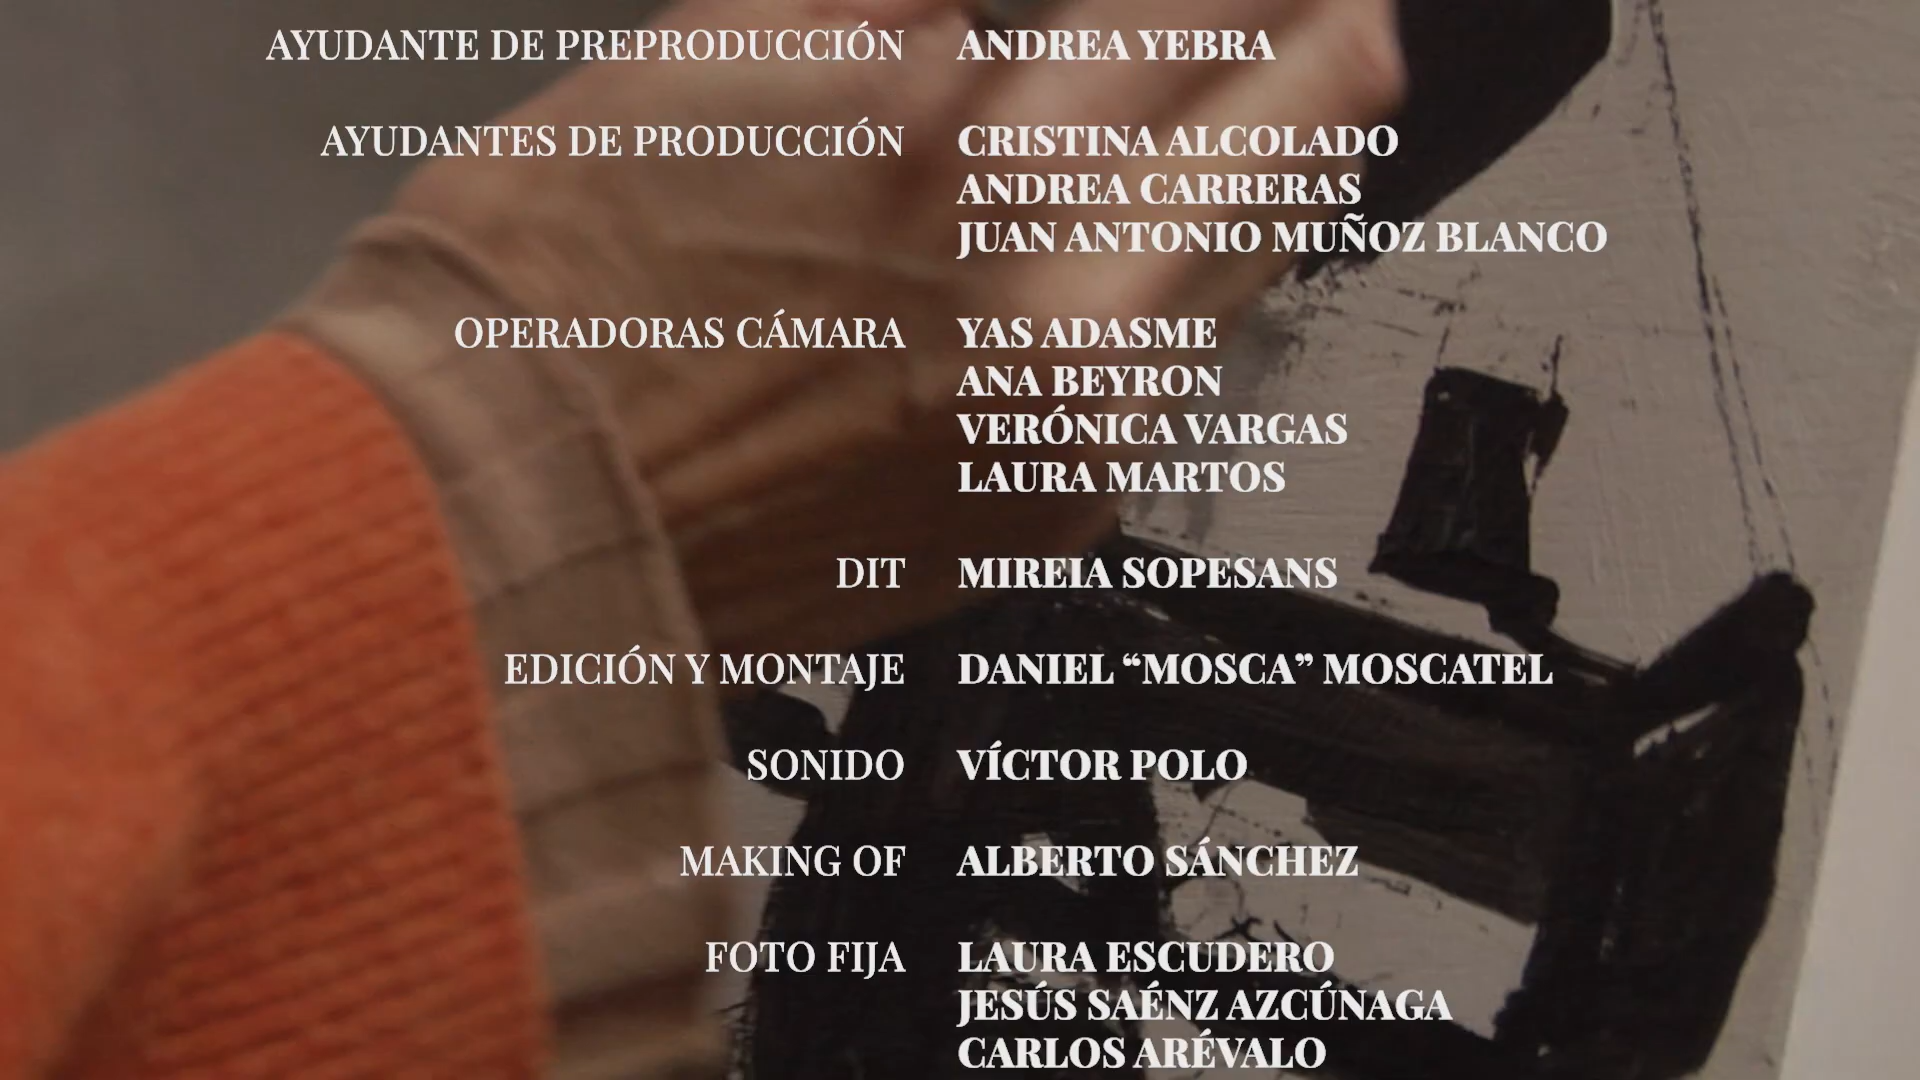 AYUDANTE DE PREPRODUCCIÓN ANDREA YEBRA
AYUDANTES DE PRODUCCIÓN CRISTINA ALCOLADO
ANDREA CARRERAS
JUAN ANTONIO MUÑOZ BLANCO
OPERADORAS CÁMARA YAS ADASME
ANA BEYRON
VERÓNICA VARGAS
LAURA MARTOS
DIT MIREIA SOPESANS
EDICIÓN Y MONTAJE DANIEL “MOSCA” MOSCATEL
SONIDO VÍCTOR POLO
MAKING OF ALBERTO SÁNCHEZ
FOTO FIJA LAURA ESCUDERO
JESÚS SAÉNZ AZCÚNAGA
CARLOS ARÉVALO